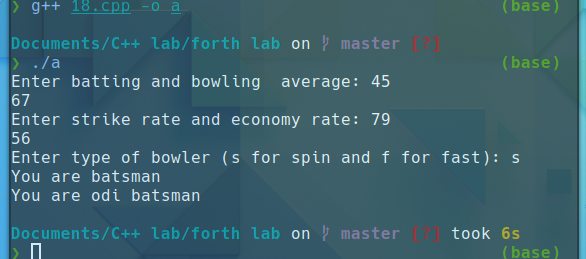 ❯ g++ 18.cpp -o a (base)
Documents/C++ lab/forth lab on ᚶ master [?]
❯ ./a (base)
Enter batting and bowling  average: 45
67
Enter strike rate and economy rate: 79
56
Enter type of bowler (s for spin and f for fast): s
You are batsman
You are odi batsman
Documents/C++ lab/forth lab on ᚶ master [?] took 6s
❯ (base)